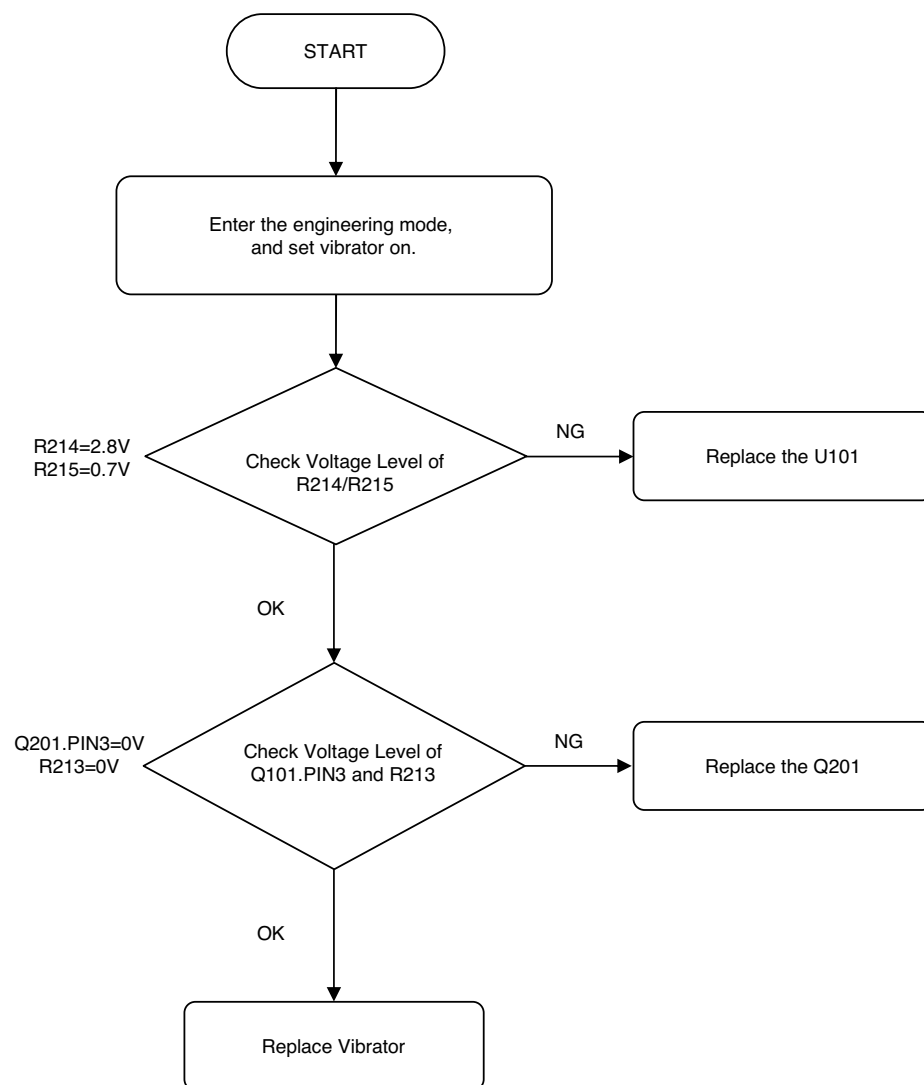 START
Enter the engineering mode,
and set vibrator on.
R214=2.8V
R215=0.7V
Check Voltage Level of
R214/R215
NG
Replace the U101
OK
Q201.PIN3=0V
R213=0V
Check Voltage Level of
Q101.PIN3 and R213
NG
Replace the Q201
OK
Replace Vibrator